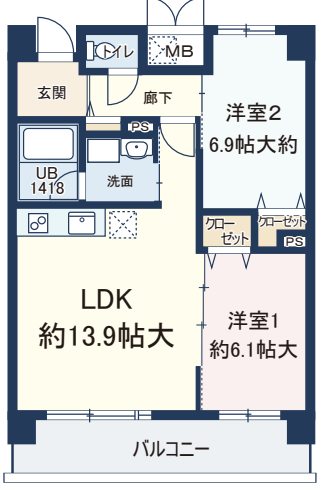 トイレ
MB
玄関
廊下
洋室2
6.9帖大約
PS
UB
1418
洗面
クロー
ゼット
クローゼット
PS
LDK
約13.9帖大
洋室1
約6.1帖大
バルコニー